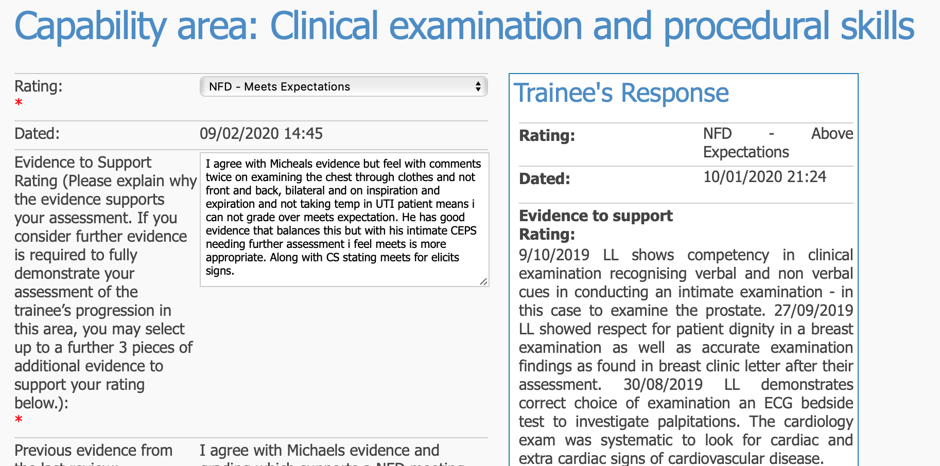 Capability area: Clinical examination and procedural skills
Rating:
*
NFD - Meets Expectations
Dated:
09/02/2020 14:45
Evidence to Support
Rating (Please explain why
the evidence supports
your assessment. If you
consider further evidence
is required to fully
demonstrate your
assessment of the
trainee’s progression in
this area, you may select
up to a further 3 pieces of
additional evidence to
support your rating
below.):
*
I agree with Micheals evidence but feel with comments
twice on examining the chest through clothes and not
front and back, bilateral and on inspiration and
expiration and not taking temp in UTI patient means i
can not grade over meets expectation. He has good
evidence that balances this but with his intimate CEPS
needing further assessment i feel meets is more
appropriate. Along with CS stating meets for elicits
signs.
Previous evidence from
the last review:
I agree with Michaels evidence and
grading which supports a NFD meeting
Trainee's Response
Rating:
NFD - Above
Expectations
Dated:
10/01/2020 21:24
Evidence to support
Rating:
9/10/2019 LL shows competency in clinical
examination recognising verbal and non verbal
cues in conducting an intimate examination - in
this case to examine the prostate. 27/09/2019
LL showed respect for patient dignity in a breast
examination as well as accurate examination
findings as found in breast clinic letter after their
assessment. 30/08/2019 LL demonstrates
correct choice of examination an ECG bedside
test to investigate palpitations. The cardiology
exam was systematic to look for cardiac and
extra cardiac signs of cardiovascular disease.